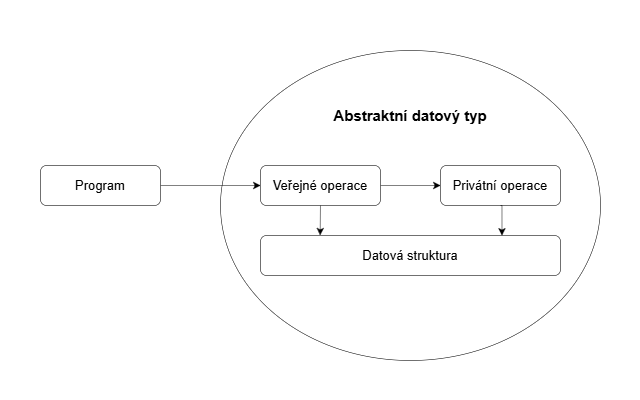 Abstraktní datový typ
Program
Veřejné operace
Privátní operace
Datová struktura